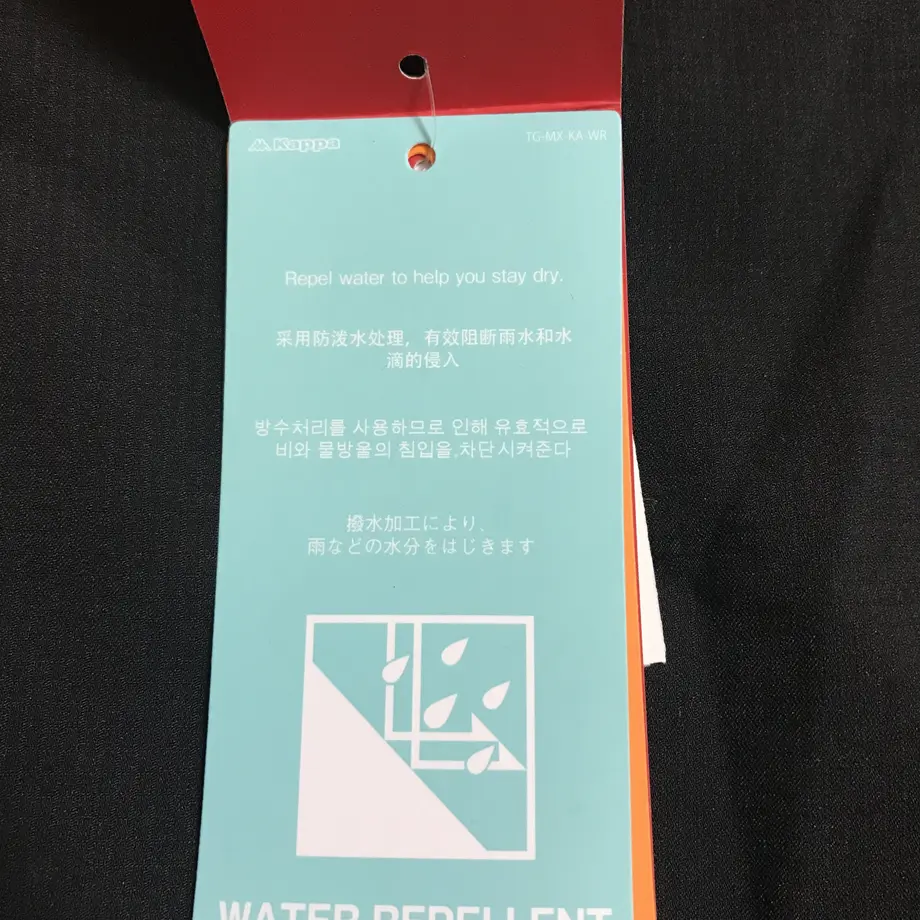 Kappa
TG-MX-KA-WR
Repel water to help you stay dry.
采用防泼水处理，有效阻断雨水和水
滴的侵入
방수처리를 사용하므로 인해 유효적으로
비와 물방울의 침입을,차단시켜준다
撥水加工により、
雨などの水分をはじきます
WATER REPELLENT